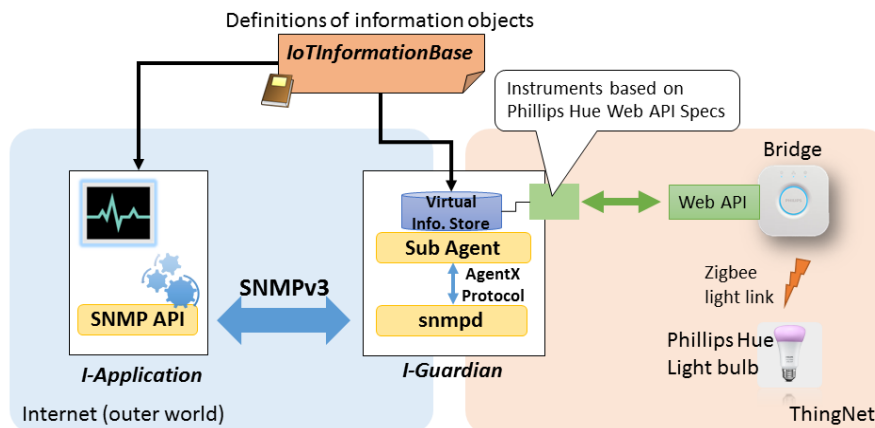 Definitions of information objects
IoTInformationBase
Instruments based on
Phillips Hue Web API Specs
Bridge
Virtual
Info. Store
Web API
Sub Agent
AgentX
Protocol
Zigbee
light link
SNMPv3
SNMP API
snmpd
Phillips Hue
Light bulb
I-Application
I-Guardian
Internet (outer world)
ThingNet